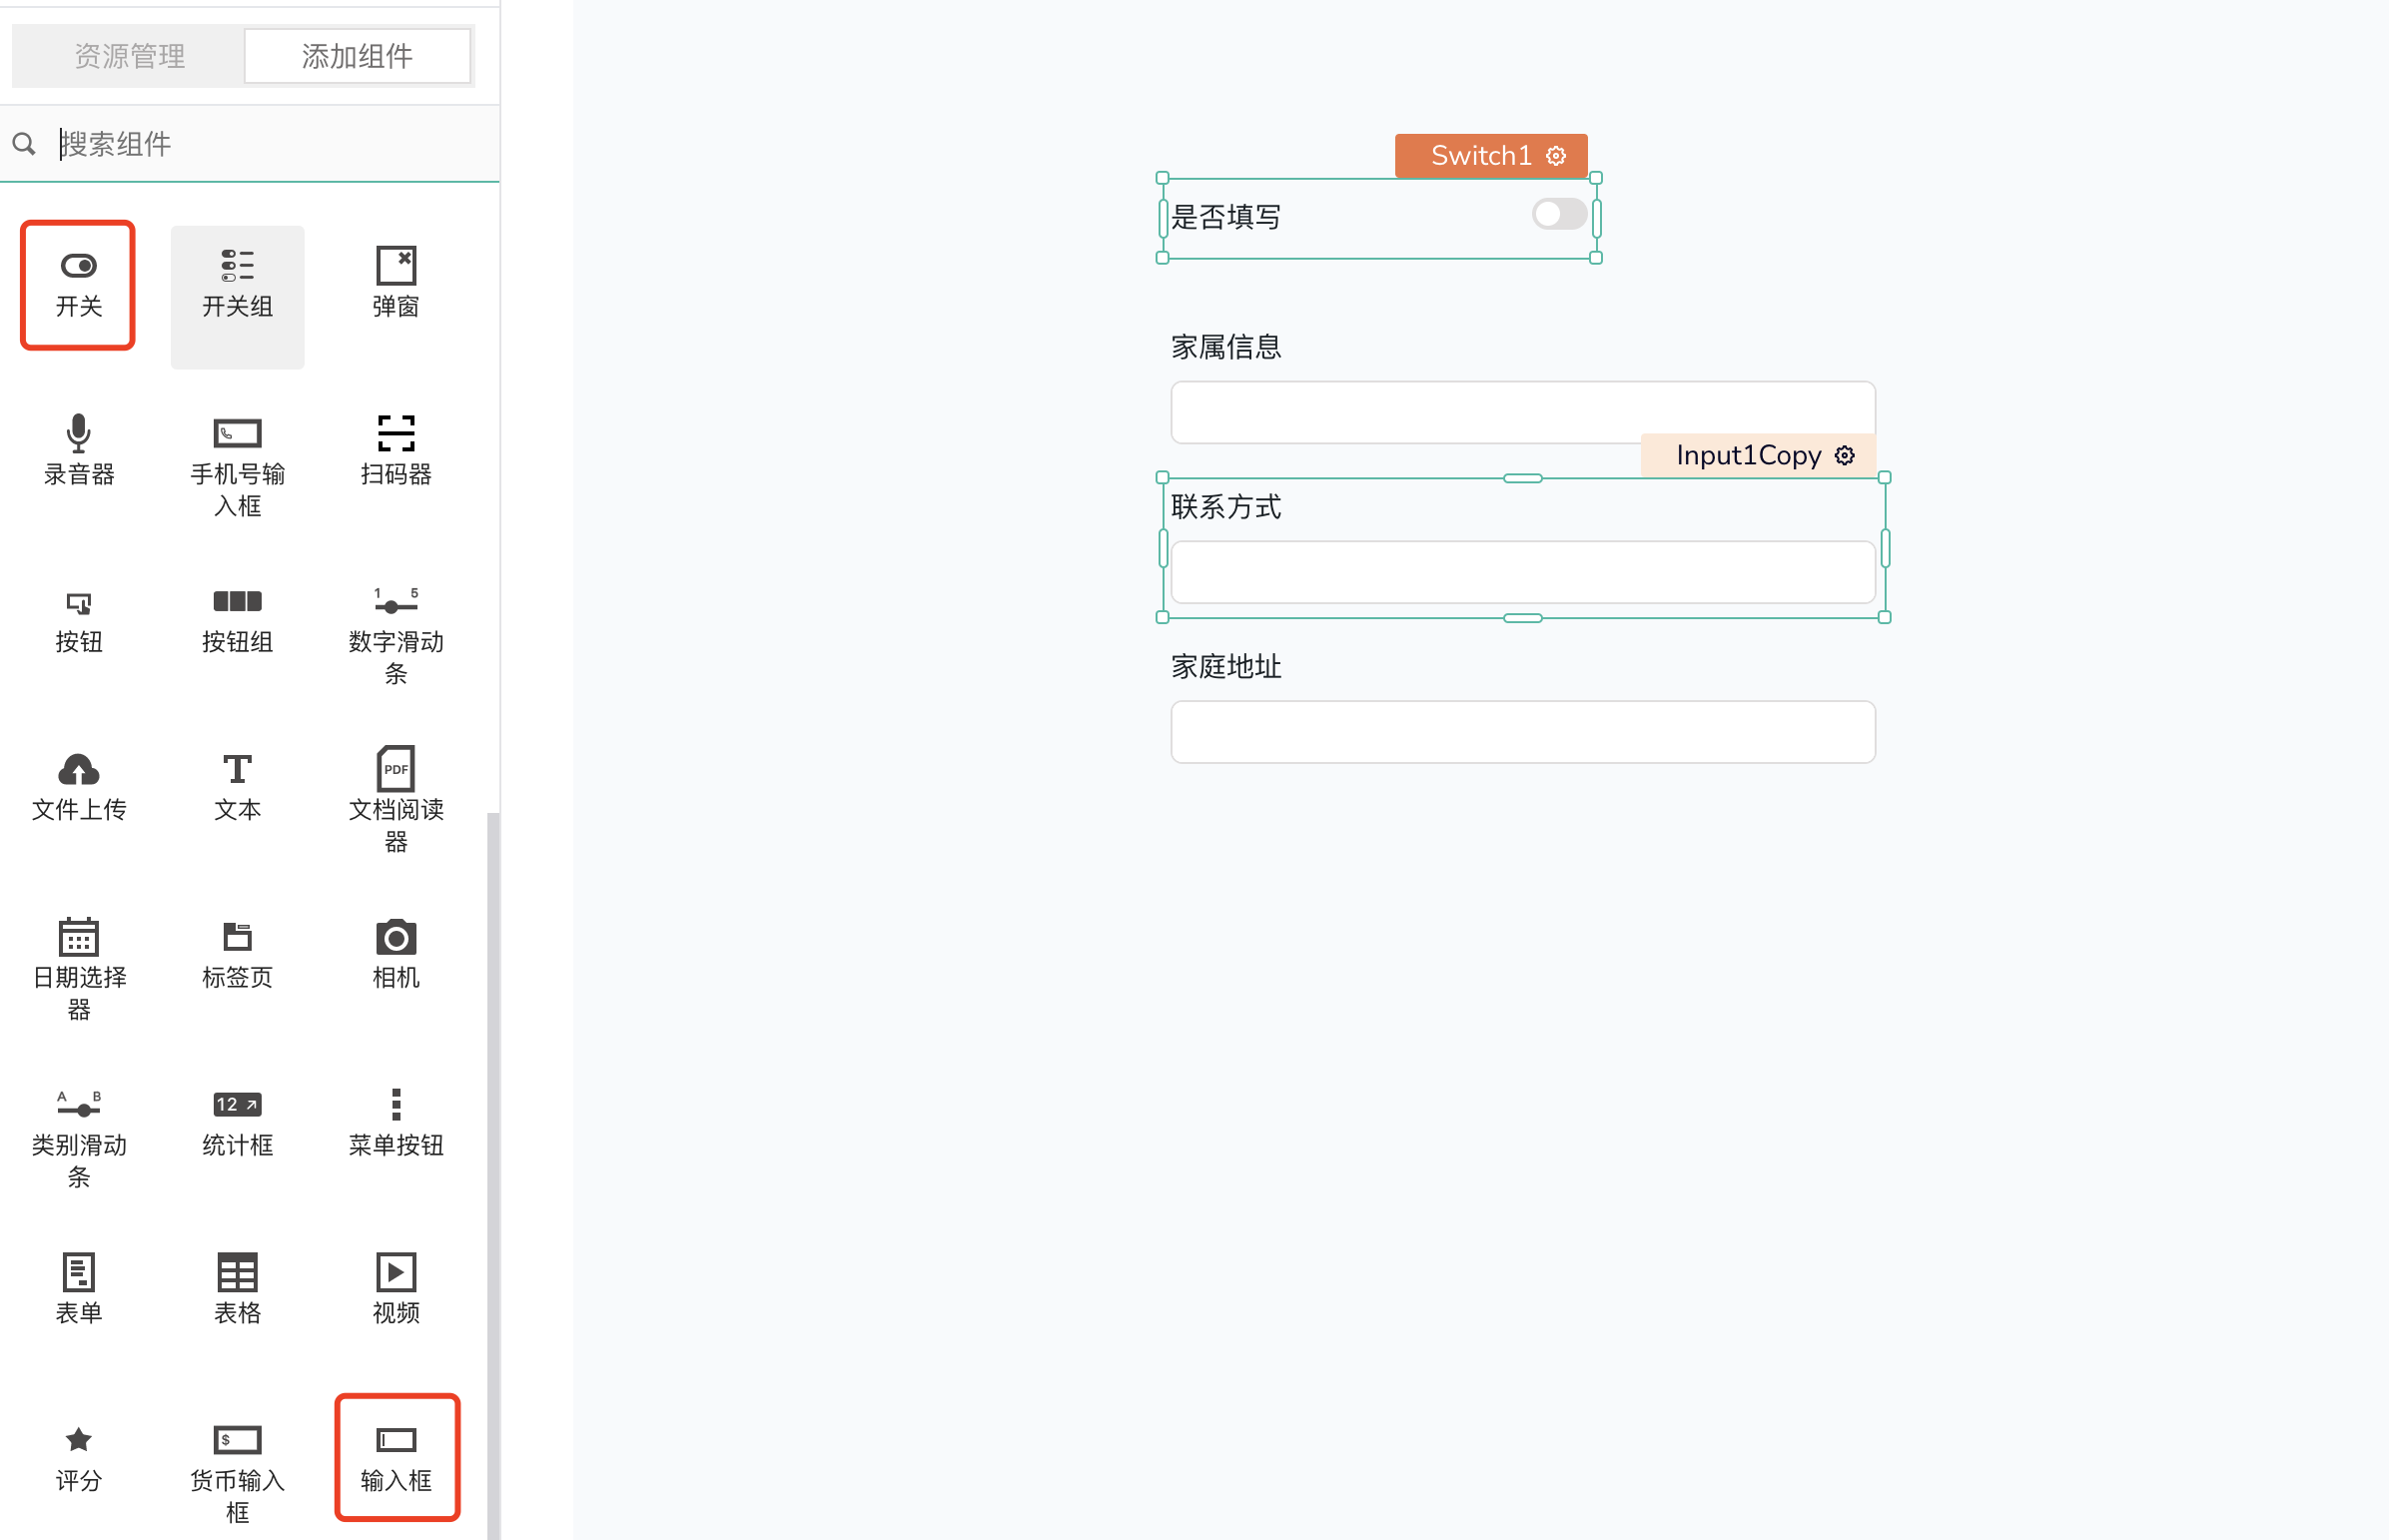 资源管理
添加组件
搜索组件
开关
开关组
弹窗
录音器
手机号输
入框
扫码器
按钮
按钮组
1 5
数字滑动
条
文件上传
T
文本
PDF
文档阅读
器
日期选择
器
标签页
相机
A B
类别滑动
条
12
统计框
菜单按钮
表单
表格
视频
评分
$
货币输入
框
输入框
Switch1
是否填写
家属信息
Input1Copy
联系方式
家庭地址